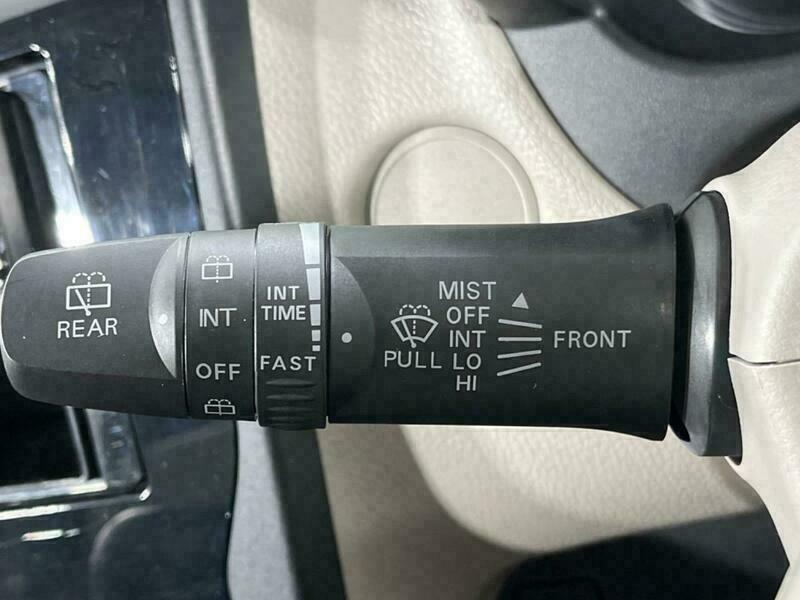 REAR
INT
OFF
INT
TIME
FAST
MIST
OFF
INT
PULL LO
HI
FRONT